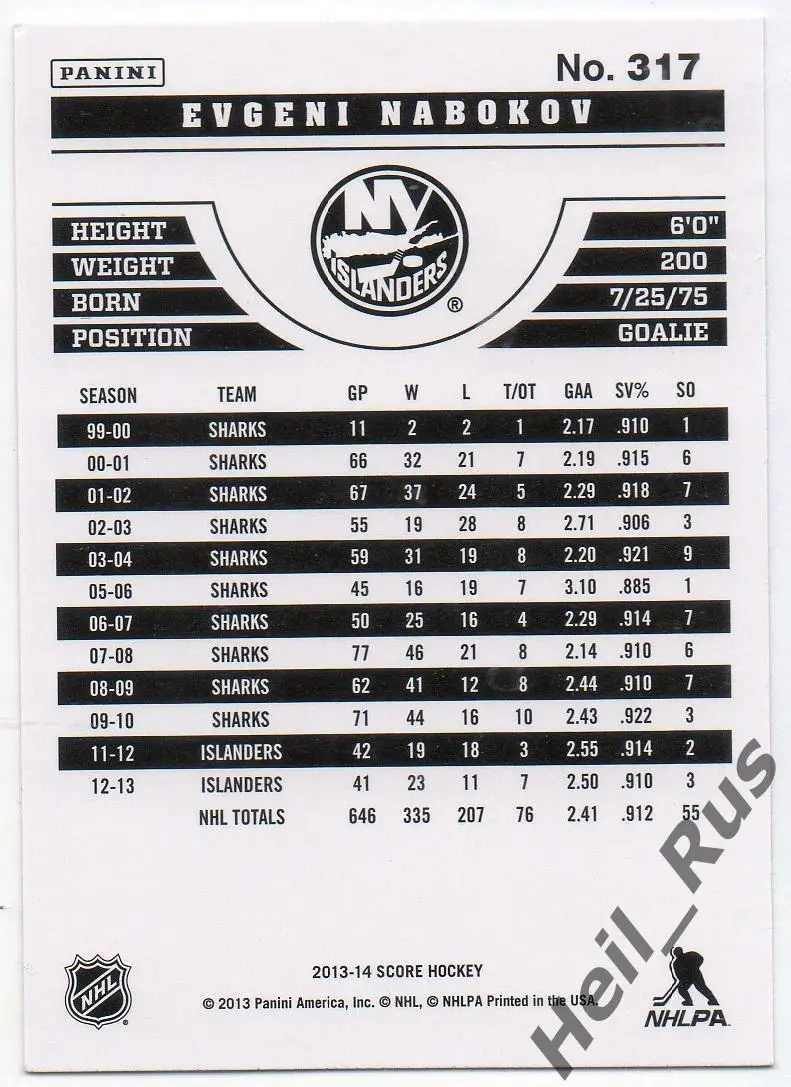 PANINI
No. 317
EVGENI NABOKOV
NY
ISLANDERS
®
HEIGHT 6'0"
WEIGHT 200
BORN 7/25/75
POSITION GOALIE
SEASON TEAM GP W L T/OT GAA SV% SO
99-00 SHARKS 11 2 2 1 2.17 .910 1
00-01 SHARKS 66 32 21 7 2.19 .915 6
01-02 SHARKS 67 37 24 5 2.29 .918 7
02-03 SHARKS 55 19 28 8 2.71 .906 3
03-04 SHARKS 59 31 19 8 2.20 .921 9
05-06 SHARKS 45 16 19 7 3.10 .885 1
06-07 SHARKS 50 25 16 4 2.29 .914 7
07-08 SHARKS 77 46 21 8 2.14 .910 6
08-09 SHARKS 62 41 12 8 2.44 .910 7
09-10 SHARKS 71 44 16 10 2.43 .922 3
11-12 ISLANDERS 42 19 18 3 2.55 .914 2
12-13 ISLANDERS 41 23 11 7 2.50 .910 3
NHL TOTALS 646 335 207 76 2.41 .912 55
2013-14 SCORE HOCKEY
© 2013 Panini America, Inc. © NHL, © NHLPA Printed in the USA.
NHL
®
NHLPA
Heil_Rus